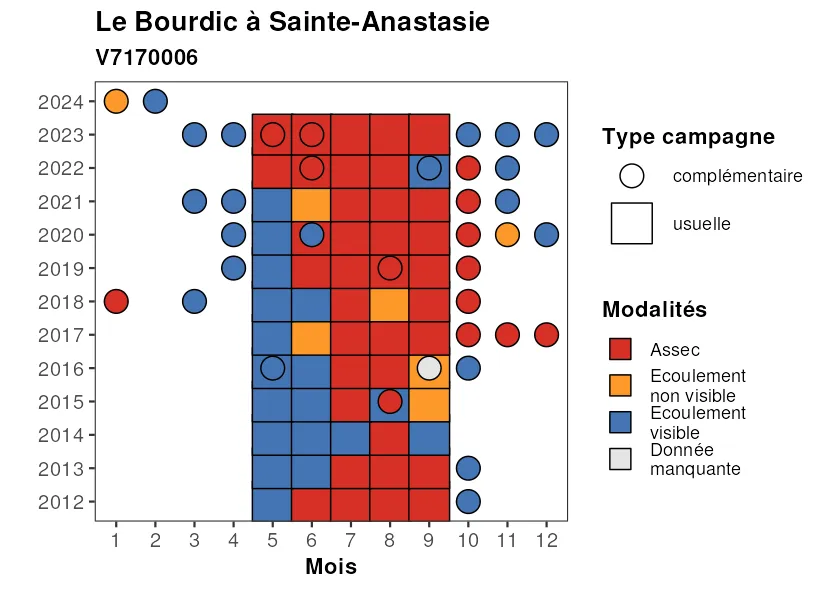 Le Bourdic à Sainte-Anastasie
V7170006
2024
2023
2022
2021
2020
2019
2018
2017
2016
2015
2014
2013
2012
1 2 3 4 5 6 7 8 9 10 11 12
Mois
Type campagne
complémentaire
usuelle
Modalités
Assec
Ecoulement
non visible
Ecoulement
visible
Donnée
manquante